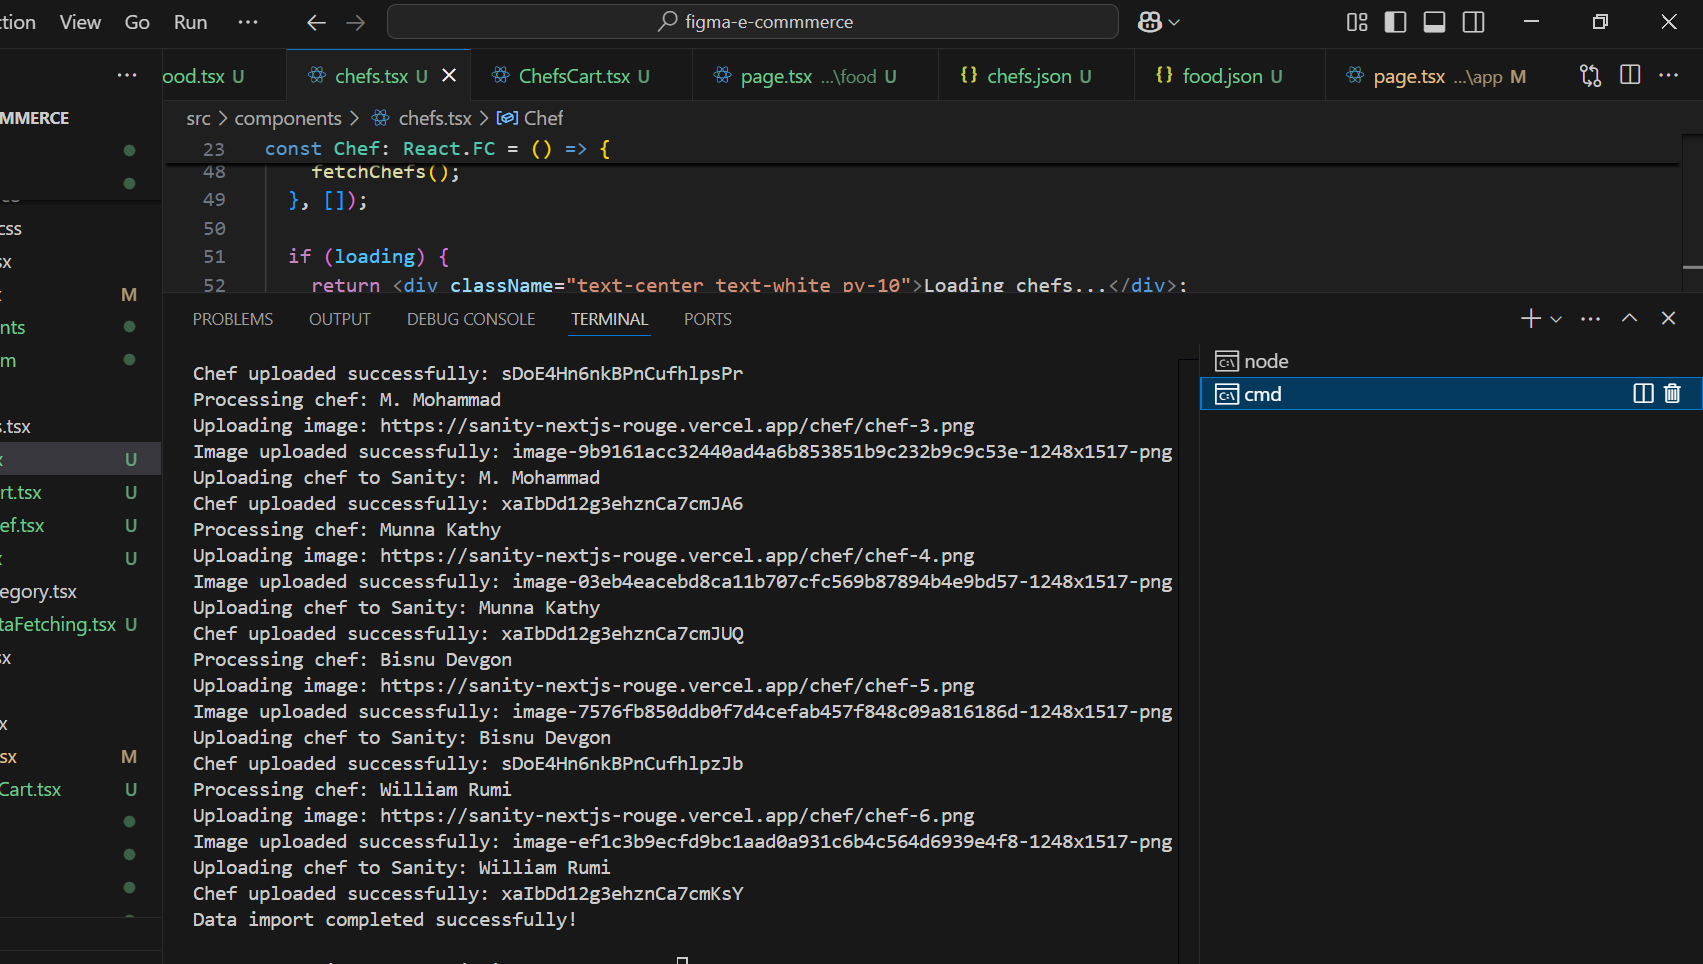 ction View Go Run ··· figma-e-commmerce
ood.tsx U chefs.tsx U ChefsCart.tsx U page.tsx ...\food U chefs.json U food.json U page.tsx ...\app M
MMERCE
src > components > chefs.tsx > Chef
23 const Chef: React.FC = () => {
48 fetchChefs();
49 }, []);
50
51 if (loading) {
52 return <div className="text-center text-white py-10">Loading chefs...</div>;
css
sx
M
nts
m
s.tsx
x U
rt.tsx U
ef.tsx U
U
egory.tsx
taFetching.tsx U
sx
x
sx M
Cart.tsx U
PROBLEMS OUTPUT DEBUG CONSOLE TERMINAL PORTS
Chef uploaded successfully: sDoE4Hn6nkBPnCufhlpsPr
Processing chef: M. Mohammad
Uploading image: https://sanity-nextjs-rouge.vercel.app/chef/chef-3.png
Image uploaded successfully: image-9b9161acc32440ad4a6b853851b9c232b9c9c53e-1248x1517-png
Uploading chef to Sanity: M. Mohammad
Chef uploaded successfully: xaIbDd12g3ehznCa7cmJA6
Processing chef: Munna Kathy
Uploading image: https://sanity-nextjs-rouge.vercel.app/chef/chef-4.png
Image uploaded successfully: image-03eb4eacebd8ca11b707cfc569b87894b4e9bd57-1248x1517-png
Uploading chef to Sanity: Munna Kathy
Chef uploaded successfully: xaIbDd12g3ehznCa7cmJUQ
Processing chef: Bisnu Devgon
Uploading image: https://sanity-nextjs-rouge.vercel.app/chef/chef-5.png
Image uploaded successfully: image-7576fb850ddb0f7d4cefab457f848c09a816186d-1248x1517-png
Uploading chef to Sanity: Bisnu Devgon
Chef uploaded successfully: sDoE4Hn6nkBPnCufhlpzJb
Processing chef: William Rumi
Uploading image: https://sanity-nextjs-rouge.vercel.app/chef/chef-6.png
Image uploaded successfully: image-ef1c3b9ecfd9bc1aad0a931c6b4c564d6939e4f8-1248x1517-png
Uploading chef to Sanity: William Rumi
Chef uploaded successfully: xaIbDd12g3ehznCa7cmKsY
Data import completed successfully!
node
cmd